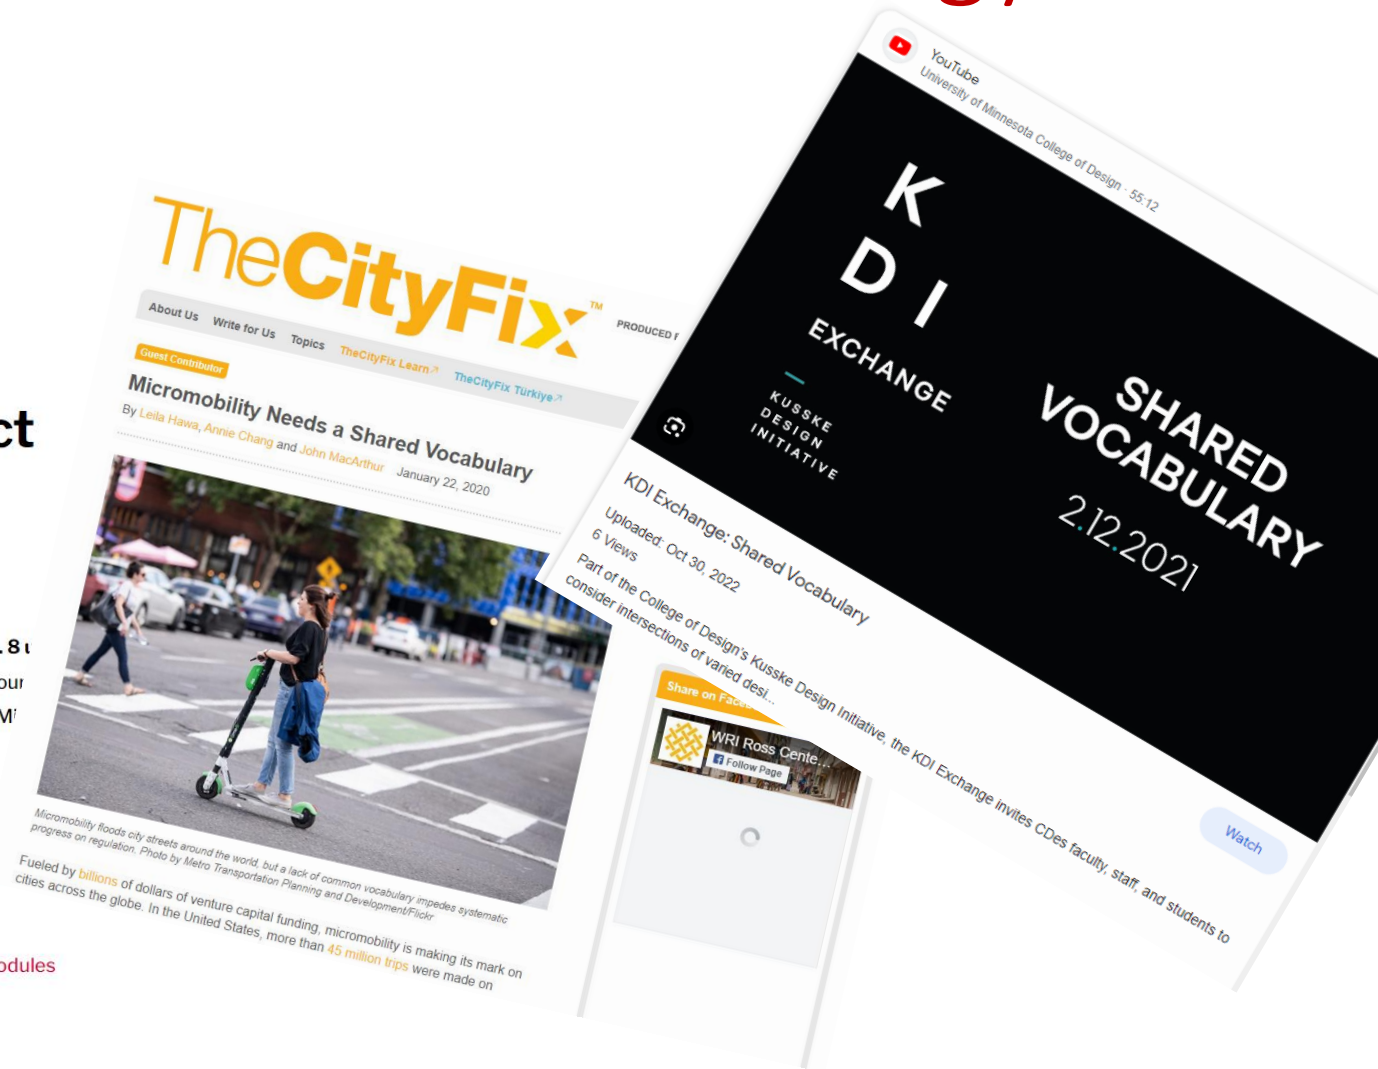 YouTube
University of Minnesota College of Design · 55:12
K
D I
EXCHANGE
KUSSKE
DESIGN
INITIATIVE
SHARED
VOCABULARY
2.12.2021
KDI Exchange: Shared Vocabulary
Uploaded: Oct 30, 2022
6 Views
Part of the College of Design's Kusske Design Initiative, the KDI Exchange invites CDes faculty, staff, and students to
consider intersections of varied desi...
Watch
TheCityFix™
PRODUCED
About Us Write for Us Topics TheCityFix Learn TheCityFix Türkiye
Guest Contributor
Micromobility Needs a Shared Vocabulary
By Leila Hawa, Annie Chang and John MacArthur January 22, 2020
Micromobility floods city streets around the world, but a lack of common vocabulary impedes systematic
progress on regulation. Photo by Metro Transportation Planning and Development/Flickr
Fueled by billions of dollars of venture capital funding, micromobility is making its mark on
cities across the globe. In the United States, more than 45 million trips were made on
Share on
WRI Ross Cente...
Follow Page
ct
odules